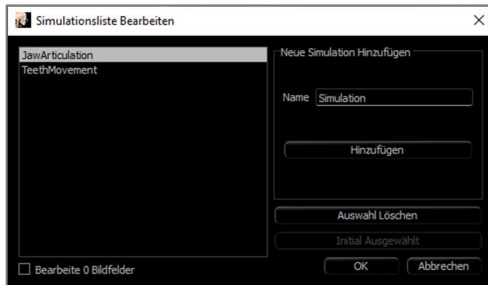 Simulationsliste Bearbeiten
JawArticulation
TeethMovement
Neue Simulation Hinzufügen
Name Simulation
Hinzufügen
Auswahl Löschen
Initial Ausgewählt
Bearbeite 0 Bildfelder
OK Abbrechen